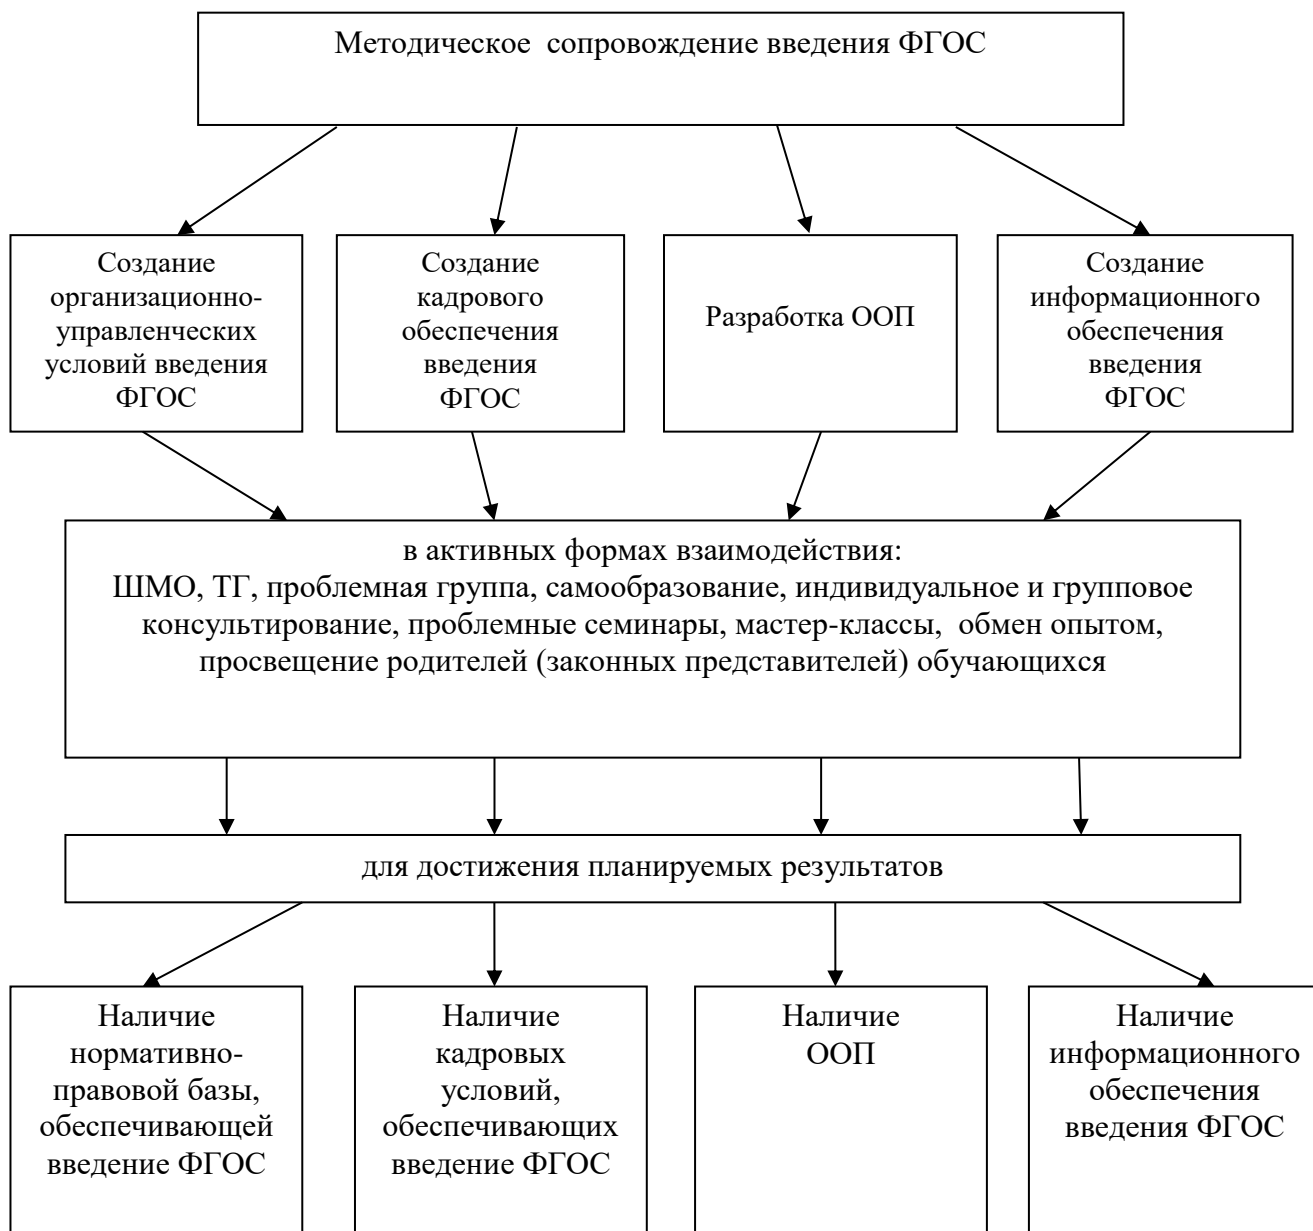 Методическое сопровождение введения ФГОС
Создание
организационно-
управленческих
условий введения
ФГОС
Создание
кадрового
обеспечения
введения
ФГОС
Разработка ООП
Создание
информационного
обеспечения
введения
ФГОС
в активных формах взаимодействия:
ШМО, ТГ, проблемная группа, самообразование, индивидуальное и групповое
консультирование, проблемные семинары, мастер-классы, обмен опытом,
просвещение родителей (законных представителей) обучающихся
для достижения планируемых результатов
Наличие
нормативно-
правовой базы,
обеспечивающей
введение ФГОС
Наличие
кадровых
условий,
обеспечивающих
введение ФГОС
Наличие
ООП
Наличие
информационного
обеспечения
введения ФГОС